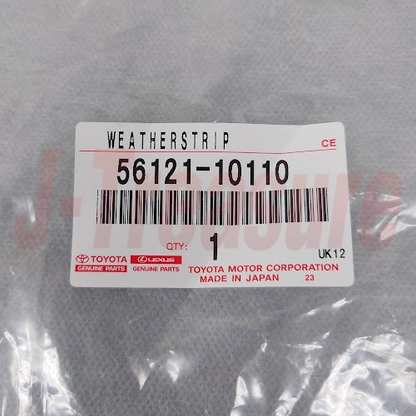 WEATHERSTRIP
CE
56121-10110
QTY: 1
UK12
TOYOTA LEXUS
GENUINE PARTS GENUINE PARTS
TOYOTA MOTOR CORPORATION
MADE IN JAPAN 23
J-Treasure